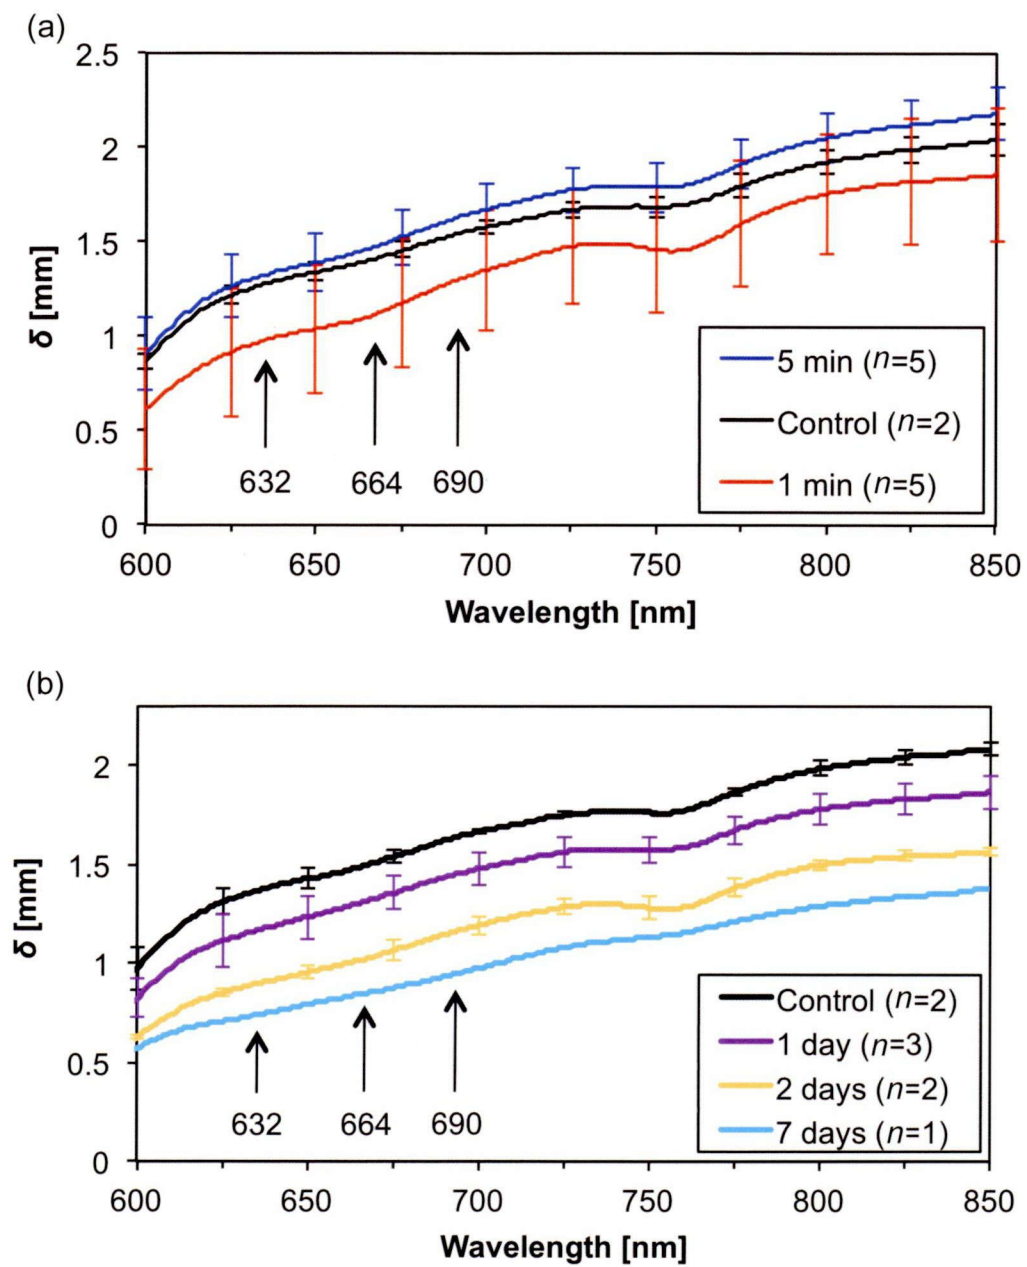 (a)
2.5
2
1.5
1
0.5
0
δ [mm]
632 664 690
5 min (n=5)
Control (n=2)
1 min (n=5)
600 650 700 750 800 850
Wavelength [nm]
(b)
2
1.5
1
0.5
0
δ [mm]
632 664 690
Control (n=2)
1 day (n=3)
2 days (n=2)
7 days (n=1)
600 650 700 750 800 850
Wavelength [nm]